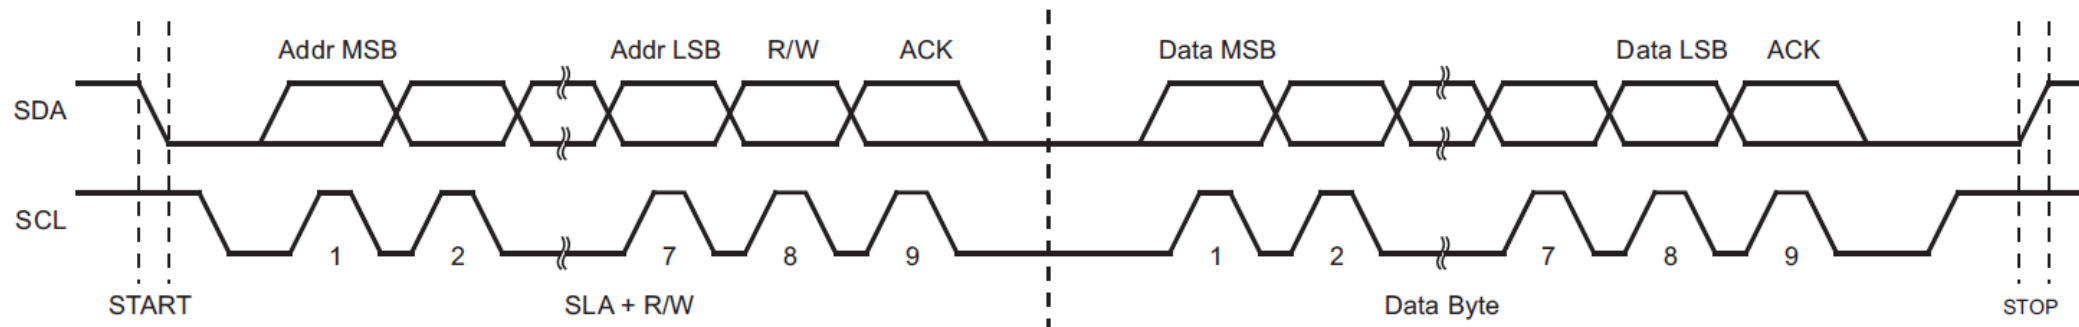 Addr MSB Addr LSB R/W ACK Data MSB Data LSB ACK
SDA
SCL
1 2 7 8 9 1 2 7 8 9
START SLA + R/W Data Byte STOP